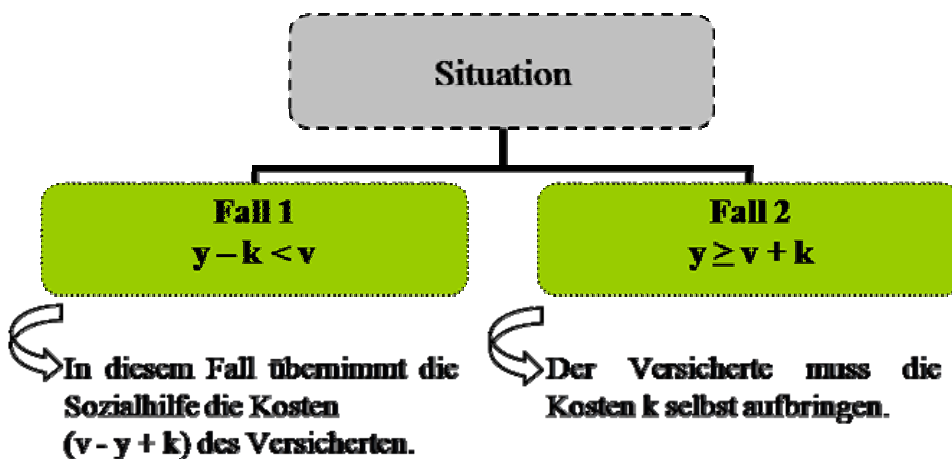 Situation
Fall 1
y – k < v
Fall 2
y ≥ v + k
In diesem Fall übernimmt die
Sozialhilfe die Kosten
(v - y + k) des Versicherten.
Der Versicherte muss die
Kosten k selbst aufbringen.